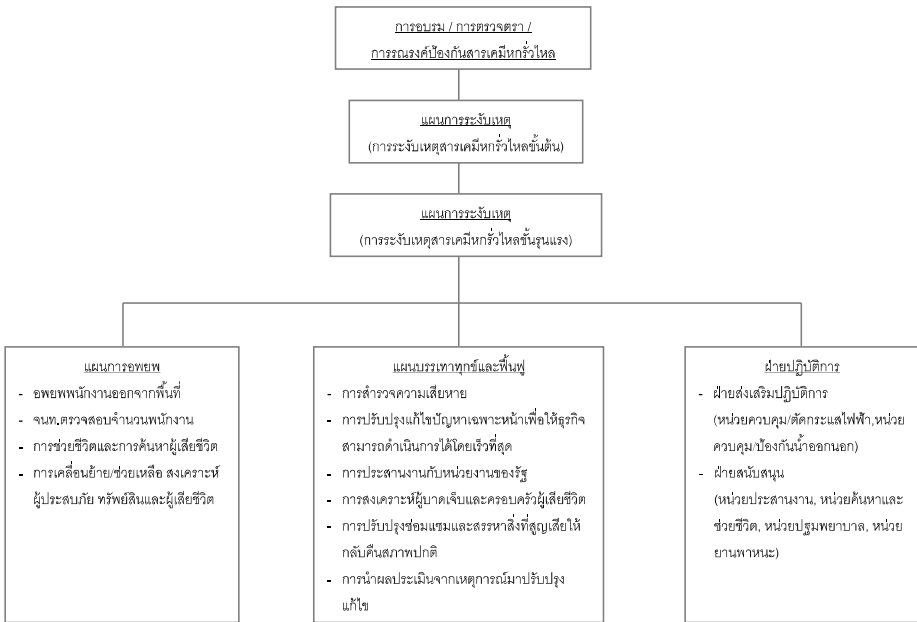 การอบรม / การตรวจตรา /
การรณรงค์ป้องกันสารเคมีหกรั่วไหล
แผนการระงับเหตุ
(การระงับเหตุสารเคมีหกรั่วไหลขั้นต้น)
แผนการระงับเหตุ
(การระงับเหตุสารเคมีหกรั่วไหลขั้นรุนแรง)
แผนการอพยพ
- อพยพพนักงานออกจากพื้นที่
- จนท.ตรวจสอบจำนวนพนักงาน
- การช่วยชีวิตและการค้นหาผู้เสียชีวิต
- การเคลื่อนย้าย/ช่วยเหลือ สงเคราะห์
ผู้ประสบภัย ทรัพย์สินและผู้เสียชีวิต
แผนบรรเทาทุกข์และฟื้นฟู
- การสำรวจความเสียหาย
- การปรับปรุงแก้ไขปัญหาเฉพาะหน้าเพื่อให้ธุรกิจ
สามารถดำเนินการได้โดยเร็วที่สุด
- การประสานงานกับหน่วยงานของรัฐ
- การสงเคราะห์ผู้บาดเจ็บและครอบครัวผู้เสียชีวิต
- การปรับปรุงซ่อมแซมและสรรหาสิ่งที่สูญเสียให้
กลับคืนสภาพปกติ
- การนำผลประเมินจากเหตุการณ์มาปรับปรุง
แก้ไข
ฝ่ายปฏิบัติการ
- ฝ่ายส่งเสริมปฏิบัติการ
(หน่วยควบคุม/ตัดกระแสไฟฟ้า,หน่วย
ควบคุม/ป้องกันน้ำออกนอก)
- ฝ่ายสนับสนุน
(หน่วยประสานงาน, หน่วยค้นหาและ
ช่วยชีวิต, หน่วยปฐมพยาบาล, หน่วย
ยานพาหนะ)